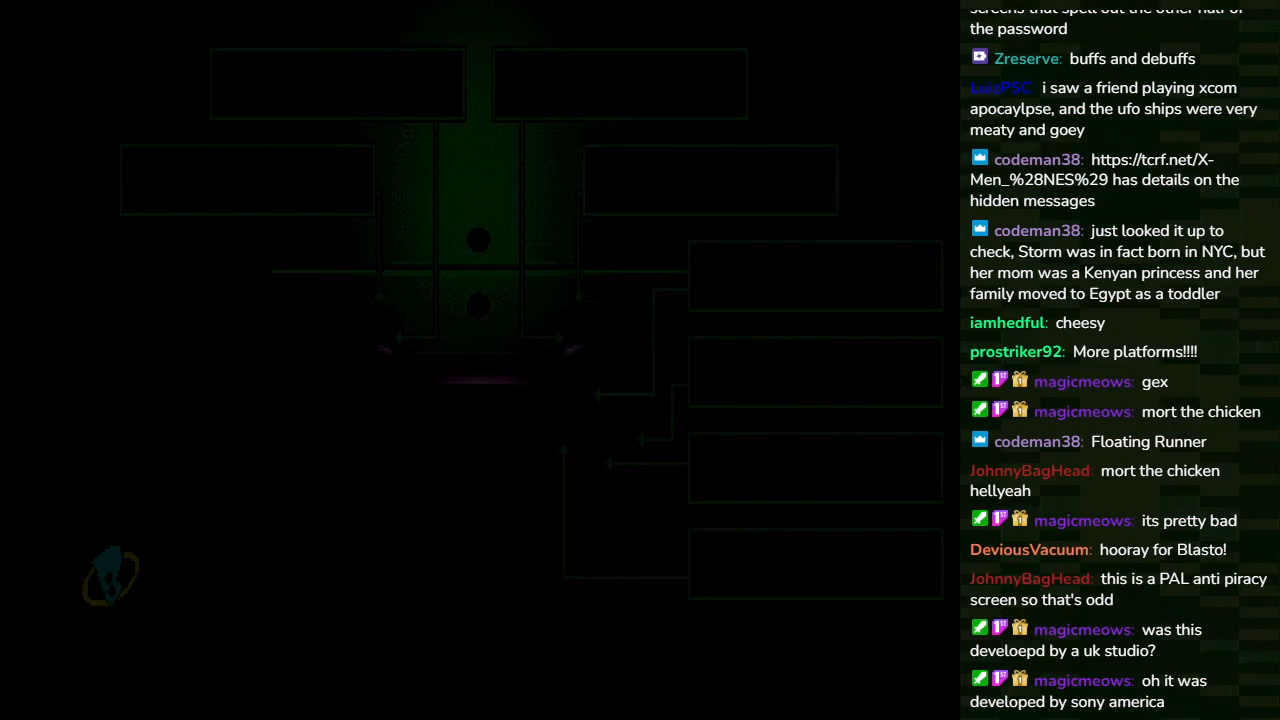 screens that spell out the other half of
the password
Zreserve: buffs and debuffs
LuizPSC: i saw a friend playing xcom
apocaylpse, and the ufo ships were very
meaty and goey
codeman38: https://tcrf.net/X-
Men_%28NES%29 has details on the
hidden messages
codeman38: just looked it up to
check, Storm was in fact born in NYC, but
her mom was a Kenyan princess and her
family moved to Egypt as a toddler
iamhedful: cheesy
prostriker92: More platforms!!!!
magicmeows: gex
magicmeows: mort the chicken
codeman38: Floating Runner
JohnnyBagHead: mort the chicken
hellyeah
magicmeows: its pretty bad
DeviousVacuum: hooray for Blasto!
JohnnyBagHead: this is a PAL anti piracy
screen so that's odd
magicmeows: was this
develoepd by a uk studio?
magicmeows: oh it was
developed by sony america